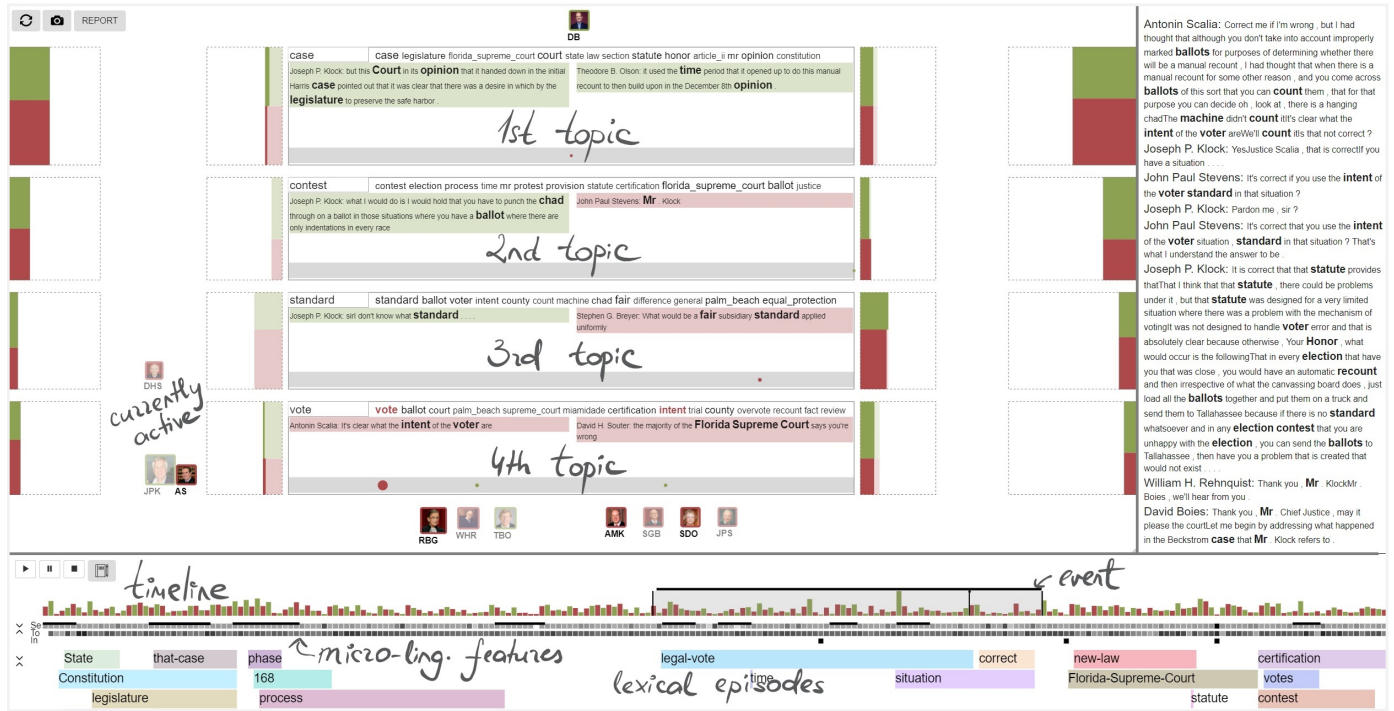 REPORT
DB
case case legislature florida_supreme_court court state law section statute honor article_ii mr opinion constitution
Joseph P. Klock: but this Court in its opinion that it handed down in the initial
Harris case pointed out that it was clear that there was a desire in which by the
legislature to preserve the safe harbor .
Theodore B. Olson: it used the time period that it opened up to do this manual
recount to then build upon in the December 8th opinion .
1st topic
contest contest election process time mr protest provision statute certification florida_supreme_court ballot justice
Joseph P. Klock: what I would do is I would hold that you have to punch the chad
through on a ballot in those situations where you have a ballot where there are
only indentations in every race
John Paul Stevens: Mr . Klock
2nd topic
standard standard ballot voter intent county count machine chad fair difference general palm_beach equal_protection
Joseph P. Klock: sirI don't know what standard . . . .
Stephen G. Breyer: What would be a fair subsidiary standard applied
uniformly
3rd topic
DHS
currently
active
vote vote ballot court palm_beach supreme_court miamidade certification intent trial county overvote recount fact review
Antonin Scalia: It's clear what the intent of the voter are
David H. Souter: the majority of the Florida Supreme Court says you're
wrong
4th topic
JPK AS
RBG WHR TBO AMK SGB SDO JPS
Antonin Scalia: Correct me if I'm wrong , but I had
thought that although you don't take into account improperly
marked ballots for purposes of determining whether there
will be a manual recount , I had thought that when there is a
manual recount for some other reason , and you come across
ballots of this sort that you can count them , that for that
purpose you can decide oh , look at , there is a hanging
chadThe machine didn't count itIt's clear what the
intent of the voter areWe'll count itIs that not correct ?
Joseph P. Klock: YesJustice Scalia , that is correctIf you
have a situation . . . .
John Paul Stevens: It's correct if you use the intent of
the voter standard in that situation ?
Joseph P. Klock: Pardon me , sir ?
John Paul Stevens: It's correct that you use the intent
of the voter situation , standard in that situation ? That's
what I understand the answer to be .
Joseph P. Klock: It is correct that that statute provides
thatThat I think that that statute , there could be problems
under it , but that statute was designed for a very limited
situation where there was a problem with the mechanism of
votingIt was not designed to handle voter error and that is
absolutely clear because otherwise , Your Honor , what
would occur is the followingThat in every election that have
you that was close , you would have an automatic recount
and then irrespective of what the canvassing board does , just
load all the ballots together and put them on a truck and
send them to Tallahassee because if there is no standard
whatsoever and in any election contest that you are
unhappy with the election , you can send the ballots to
Tallahassee , then have you a problem that is created that
would not exist . . . .
William H. Rehnquist: Thank you , Mr . KlockMr .
Boies , we'll hear from you .
David Boies: Thank you , Mr . Chief Justice , may it
please the courtLet me begin by addressing what happened
in the Beckstrom case that Mr . Klock refers to .
timeline
event
Se
To
In
micro-ling. features
State that-case phase legal-vote correct new-law certification
Constitution 168 time situation Florida-Supreme-Court votes
lexical episodes
legislature process statute contest